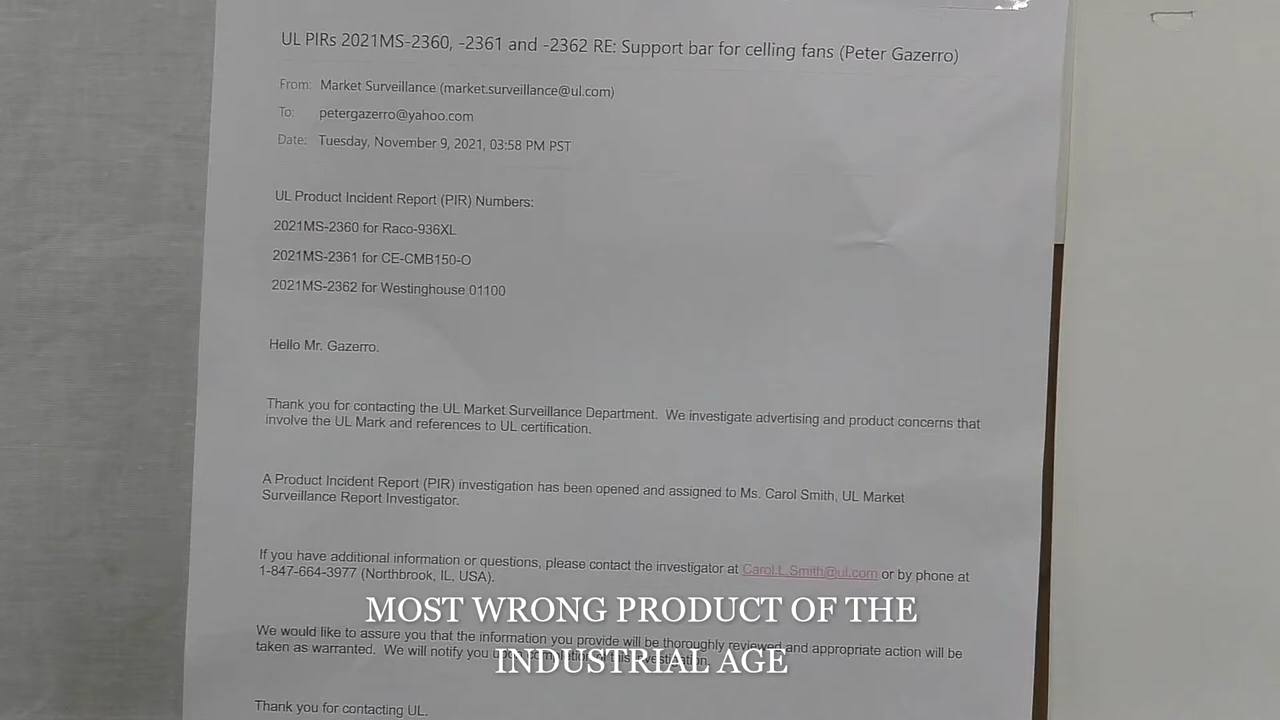 UL PIRs 2021MS-2360, -2361 and -2362 RE: Support bar for celling fans (Peter Gazerro)
From: Market Surveillance (market.surveillance@ul.com)
To: petergazerro@yahoo.com
Date: Tuesday, November 9, 2021, 03:58 PM PST
UL Product Incident Report (PIR) Numbers:
2021MS-2360 for Raco-936XL
2021MS-2361 for CE-CMB150-O
2021MS-2362 for Westinghouse 01100
Hello Mr. Gazerro.
Thank you for contacting the UL Market Surveillance Department. We investigate advertising and product concerns that
involve the UL Mark and references to UL certification.
A Product Incident Report (PIR) investigation has been opened and assigned to Ms. Carol Smith, UL Market
Surveillance Report Investigator.
If you have additional information or questions, please contact the investigator at Carol.L.Smith@ul.com or by phone at
1-847-664-3977 (Northbrook, IL, USA).
We would like to assure you that the information you provide will be thoroughly reviewed and appropriate action will be
taken as warranted. We will notify you upon completion of this investigation.
Thank you for contacting UL.
MOST WRONG PRODUCT OF THE
INDUSTRIAL AGE